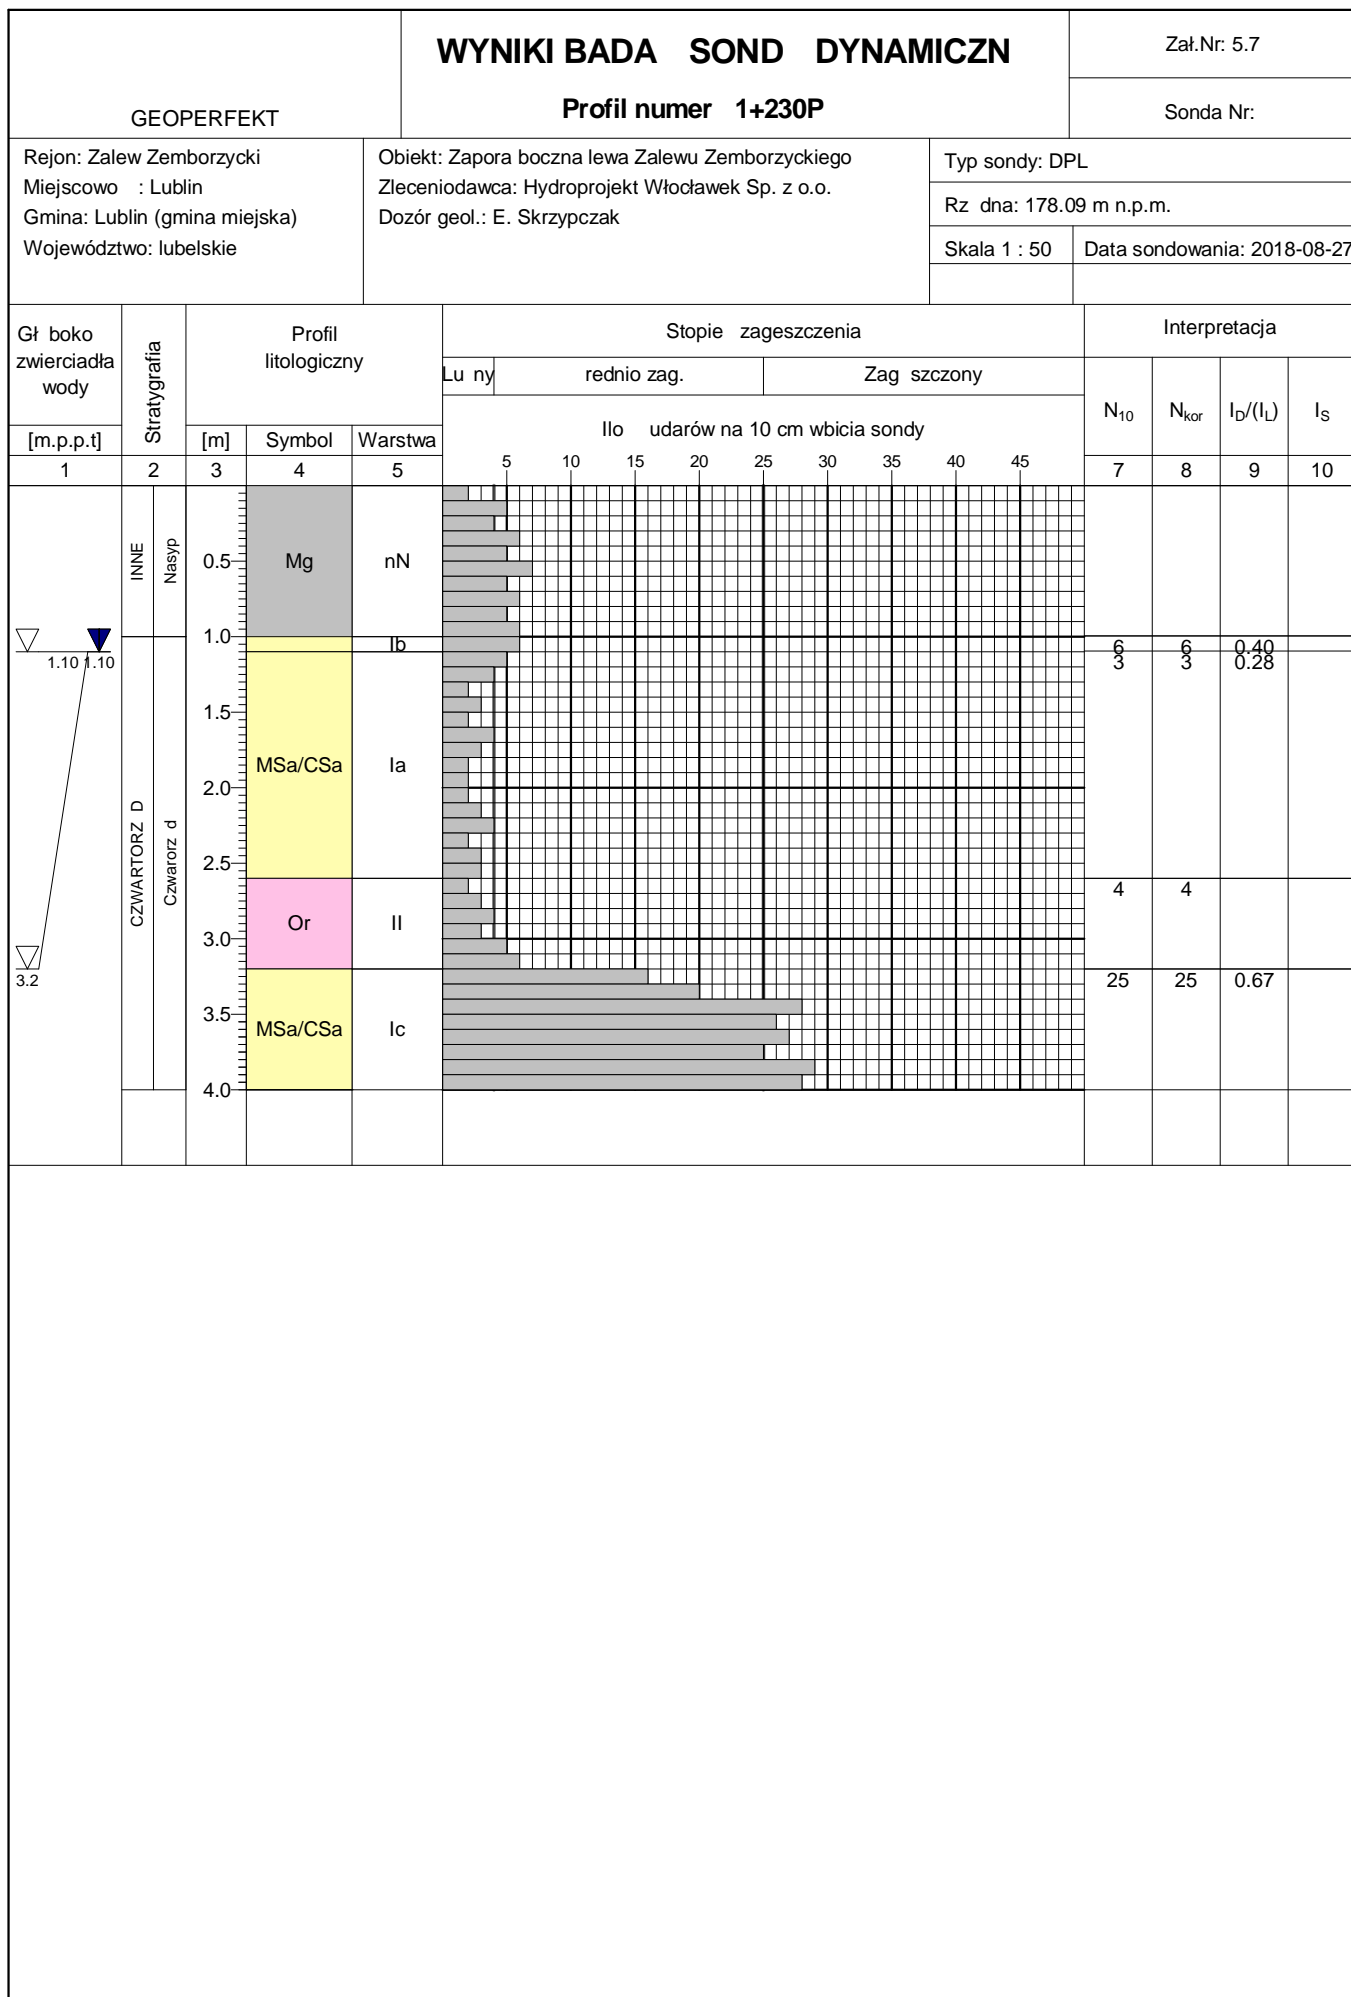 WYNIKI BADA SOND DYNAMICZN
Profil numer 1+230P
GEOPERFEKT
Zał.Nr: 5.7
Sonda Nr:
Rejon: Zalew Zemborzycki
Miejscowo : Lublin
Gmina: Lublin (gmina miejska)
Województwo: lubelskie
Obiekt: Zapora boczna lewa Zalewu Zemborzyckiego
Zleceniodawca: Hydroprojekt Włocławek Sp. z o.o.
Dozór geol.: E. Skrzypczak
Typ sondy: DPL
Rz dna: 178.09 m n.p.m.
Skala 1 : 50
Data sondowania: 2018-08-27
Gł boko
zwierciadła
wody
[m.p.p.t]
Stratygrafia
Profil
litologiczny
[m] Symbol Warstwa
Stopie zageszczenia
Lu ny rednio zag. Zag szczony
Ilo udarów na 10 cm wbicia sondy
5 10 15 20 25 30 35 40 45
Interpretacja
N10 Nkor ID/(IL) IS
1 2 3 4 5 7 8 9 10
INNE
Nasyp
0.5
Mg nN
1.0
Ib
6 6 0.40
1.10 1.10
3 3 0.28
1.5
MSa/CSa Ia
2.0
CZWARTORZ D
Czwarorz d
2.5
4 4
Or II
3.0
3.2
25 25 0.67
3.5
MSa/CSa Ic
4.0